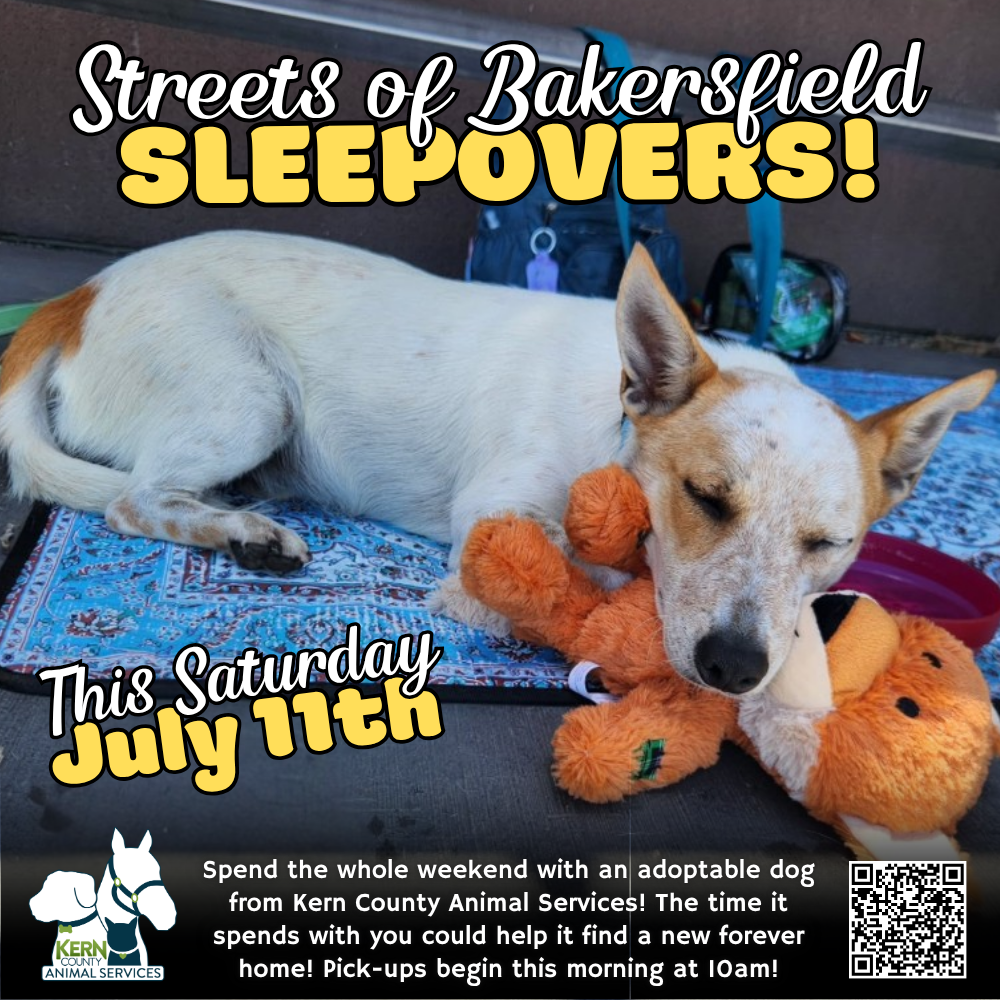 Streets of Bakersfield
SLEEPOVERS!
This Saturday
July 11th
Spend the whole weekend with an adoptable dog
from Kern County Animal Services! The time it
spends with you could help it find a new forever
home! Pick-ups begin this morning at 10am!
KERN
COUNTY
ANIMAL SERVICES